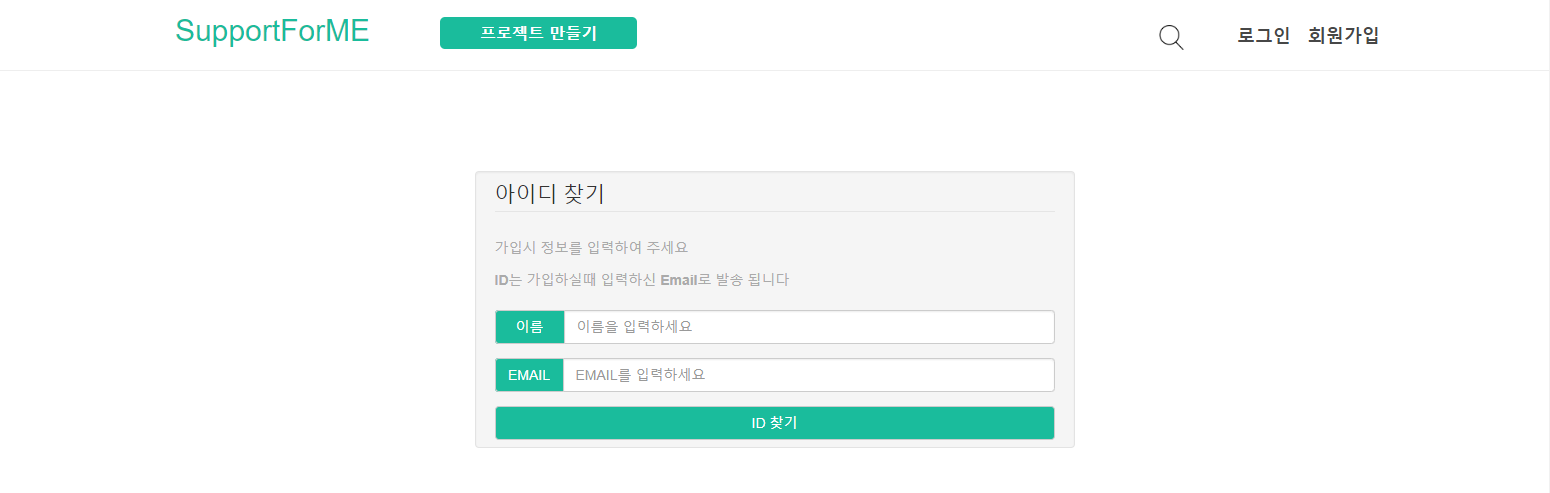 SupportForME
프로젝트 만들기
로그인 회원가입
아이디 찾기
가입시 정보를 입력하여 주세요
ID는 가입하실때 입력하신 Email로 발송 됩니다
이름 이름을 입력하세요
EMAIL EMAIL를 입력하세요
ID 찾기